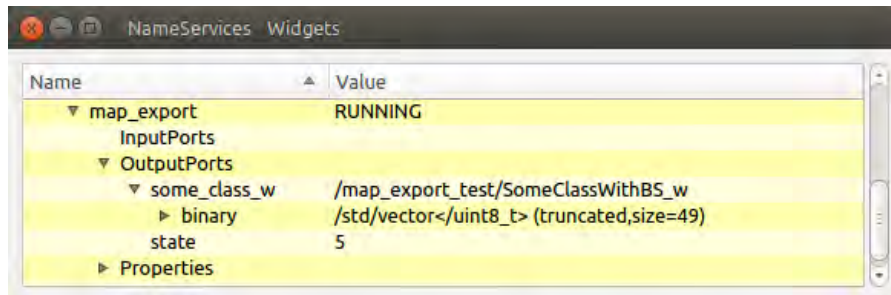 NameServices Widgets
Name Value
map_export RUNNING
InputPorts
OutputPorts
some_class_w /map_export_test/SomeClassWithBS_w
binary /std/vector</uint8_t> (truncated,size=49)
state 5
Properties